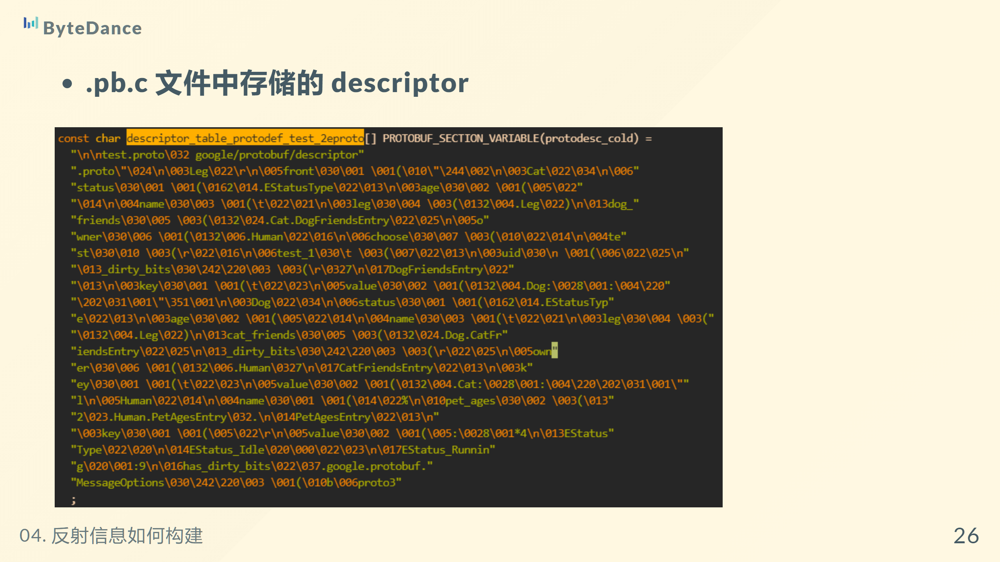 ByteDance
• .pb.c 文件中存储的 descriptor
const char descriptor_table_protodef_test_2eproto[] PROTOBUF_SECTION_VARIABLE(protodesc_cold) =
"\n\ntest.proto\032 google/protobuf/descriptor"
".proto\"\024\n\003Leg\022\r\n\005front\030\001 \001(\010\"\244\002\n\003Cat\022\034\n\006"
"status\030\001 \001(\0162\014.EStatusType\022\013\n\003age\030\002 \001(\005\022"
"\014\n\004name\030\003 \001(\t\022\021\n\003leg\030\004 \003(\0132\004.Leg\022)\n\013dog_"
"friends\030\005 \003(\0132\024.Cat.DogFriendsEntry\022\025\n\005o"
"wner\030\006 \001(\0132\006.Human\022\016\n\006choose\030\007 \003(\010\022\014\n\004te"
"st\030\010 \003(\r\022\016\n\006test_1\030\t \003(\007\022\013\n\003uid\030\n \001(\006\022\025\n"
"\013_dirty_bits\030\242\220\003 \003(\r\0327\n\017DogFriendsEntry\022"
"\013\n\003key\030\001 \001(\t\022\023\n\005value\030\002 \001(\0132\004.Dog:\0028\001:\004\220"
"\202\031\001\"\351\001\n\003Dog\022\034\n\006status\030\001 \001(\0162\014.EStatusTyp"
"e\022\013\n\003age\030\002 \001(\005\022\014\n\004name\030\003 \001(\t\022\021\n\003leg\030\004 \003("
"\0132\004.Leg\022)\n\013cat_friends\030\005 \003(\0132\024.Dog.CatFr"
"iendsEntry\022\025\n\013_dirty_bits\030\242\220\003 \003(\r\022\025\n\005own"
"er\030\006 \001(\0132\006.Human\0327\n\017CatFriendsEntry\022\013\n\003k"
"ey\030\001 \001(\t\022\023\n\005value\030\002 \001(\0132\004.Cat:\0028\001:\004\220\202\031\001\""
"l\n\005Human\022\014\n\004name\030\001 \001(\014\022%\n\010pet_ages\030\002 \003(\013"
"2\023.Human.PetAgesEntry\032.\n\014PetAgesEntry\022\013\n"
"\003key\030\001 \001(\005\022\r\n\005value\030\002 \001(\005:\0028\001*4\n\013EStatus"
"Type\022\020\n\014EStatus_Idle\020\000\022\023\n\017EStatus_Runnin"
"g\020\001:9\n\016has_dirty_bits\022\037.google.protobuf."
"MessageOptions\030\242\220\003 \001(\010b\006proto3"
;
04. 反射信息如何构建
26